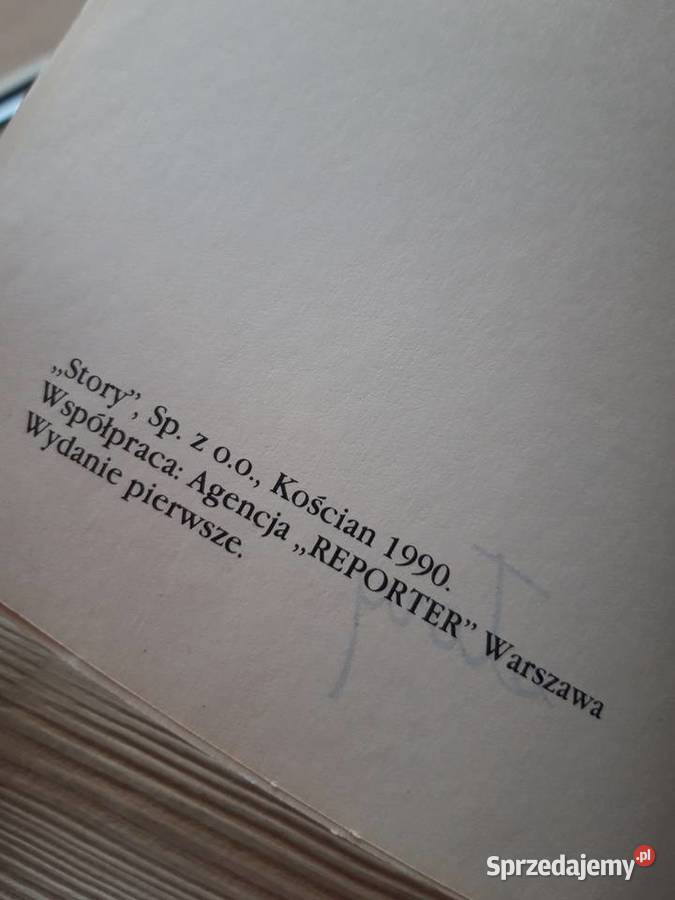 „Story”, Sp. z o.o., Kościan 1990.
Współpraca: Agencja „REPORTER” Warszawa
Wydanie pierwsze.
Sprzedajemy.pl